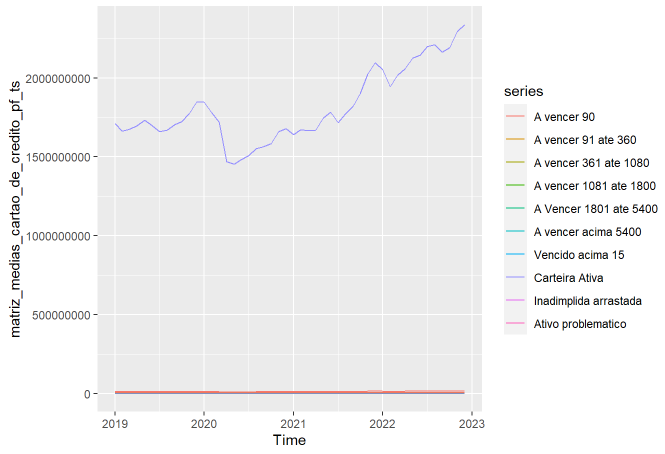 matriz_medias_cartao_de_credito_pf_ts
2000000000
1500000000
1000000000
500000000
0
2019
2020
2021
2022
2023
Time
series
A vencer 90
A vencer 91 ate 360
A vencer 361 ate 1080
A vencer 1081 ate 1800
A Vencer 1801 ate 5400
A vencer acima 5400
Vencido acima 15
Carteira Ativa
Inadimplida arrastada
Ativo problematico